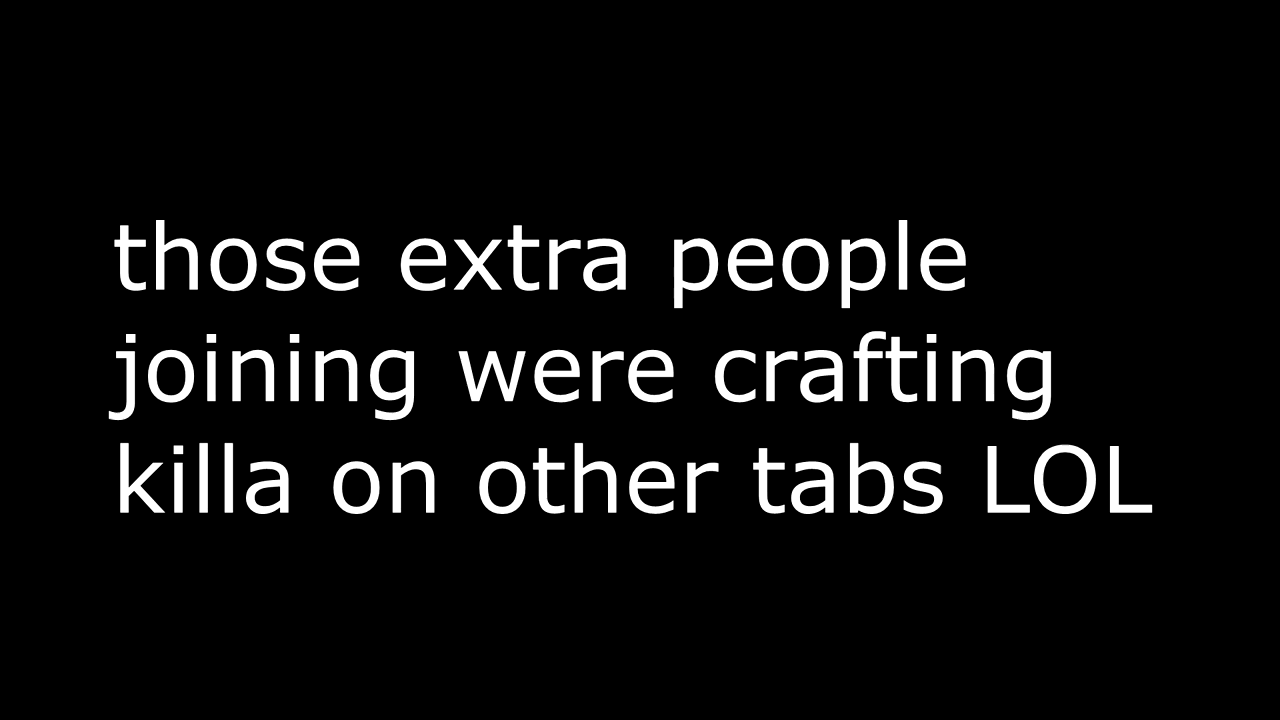 those extra people
joining were crafting
killa on other tabs LOL